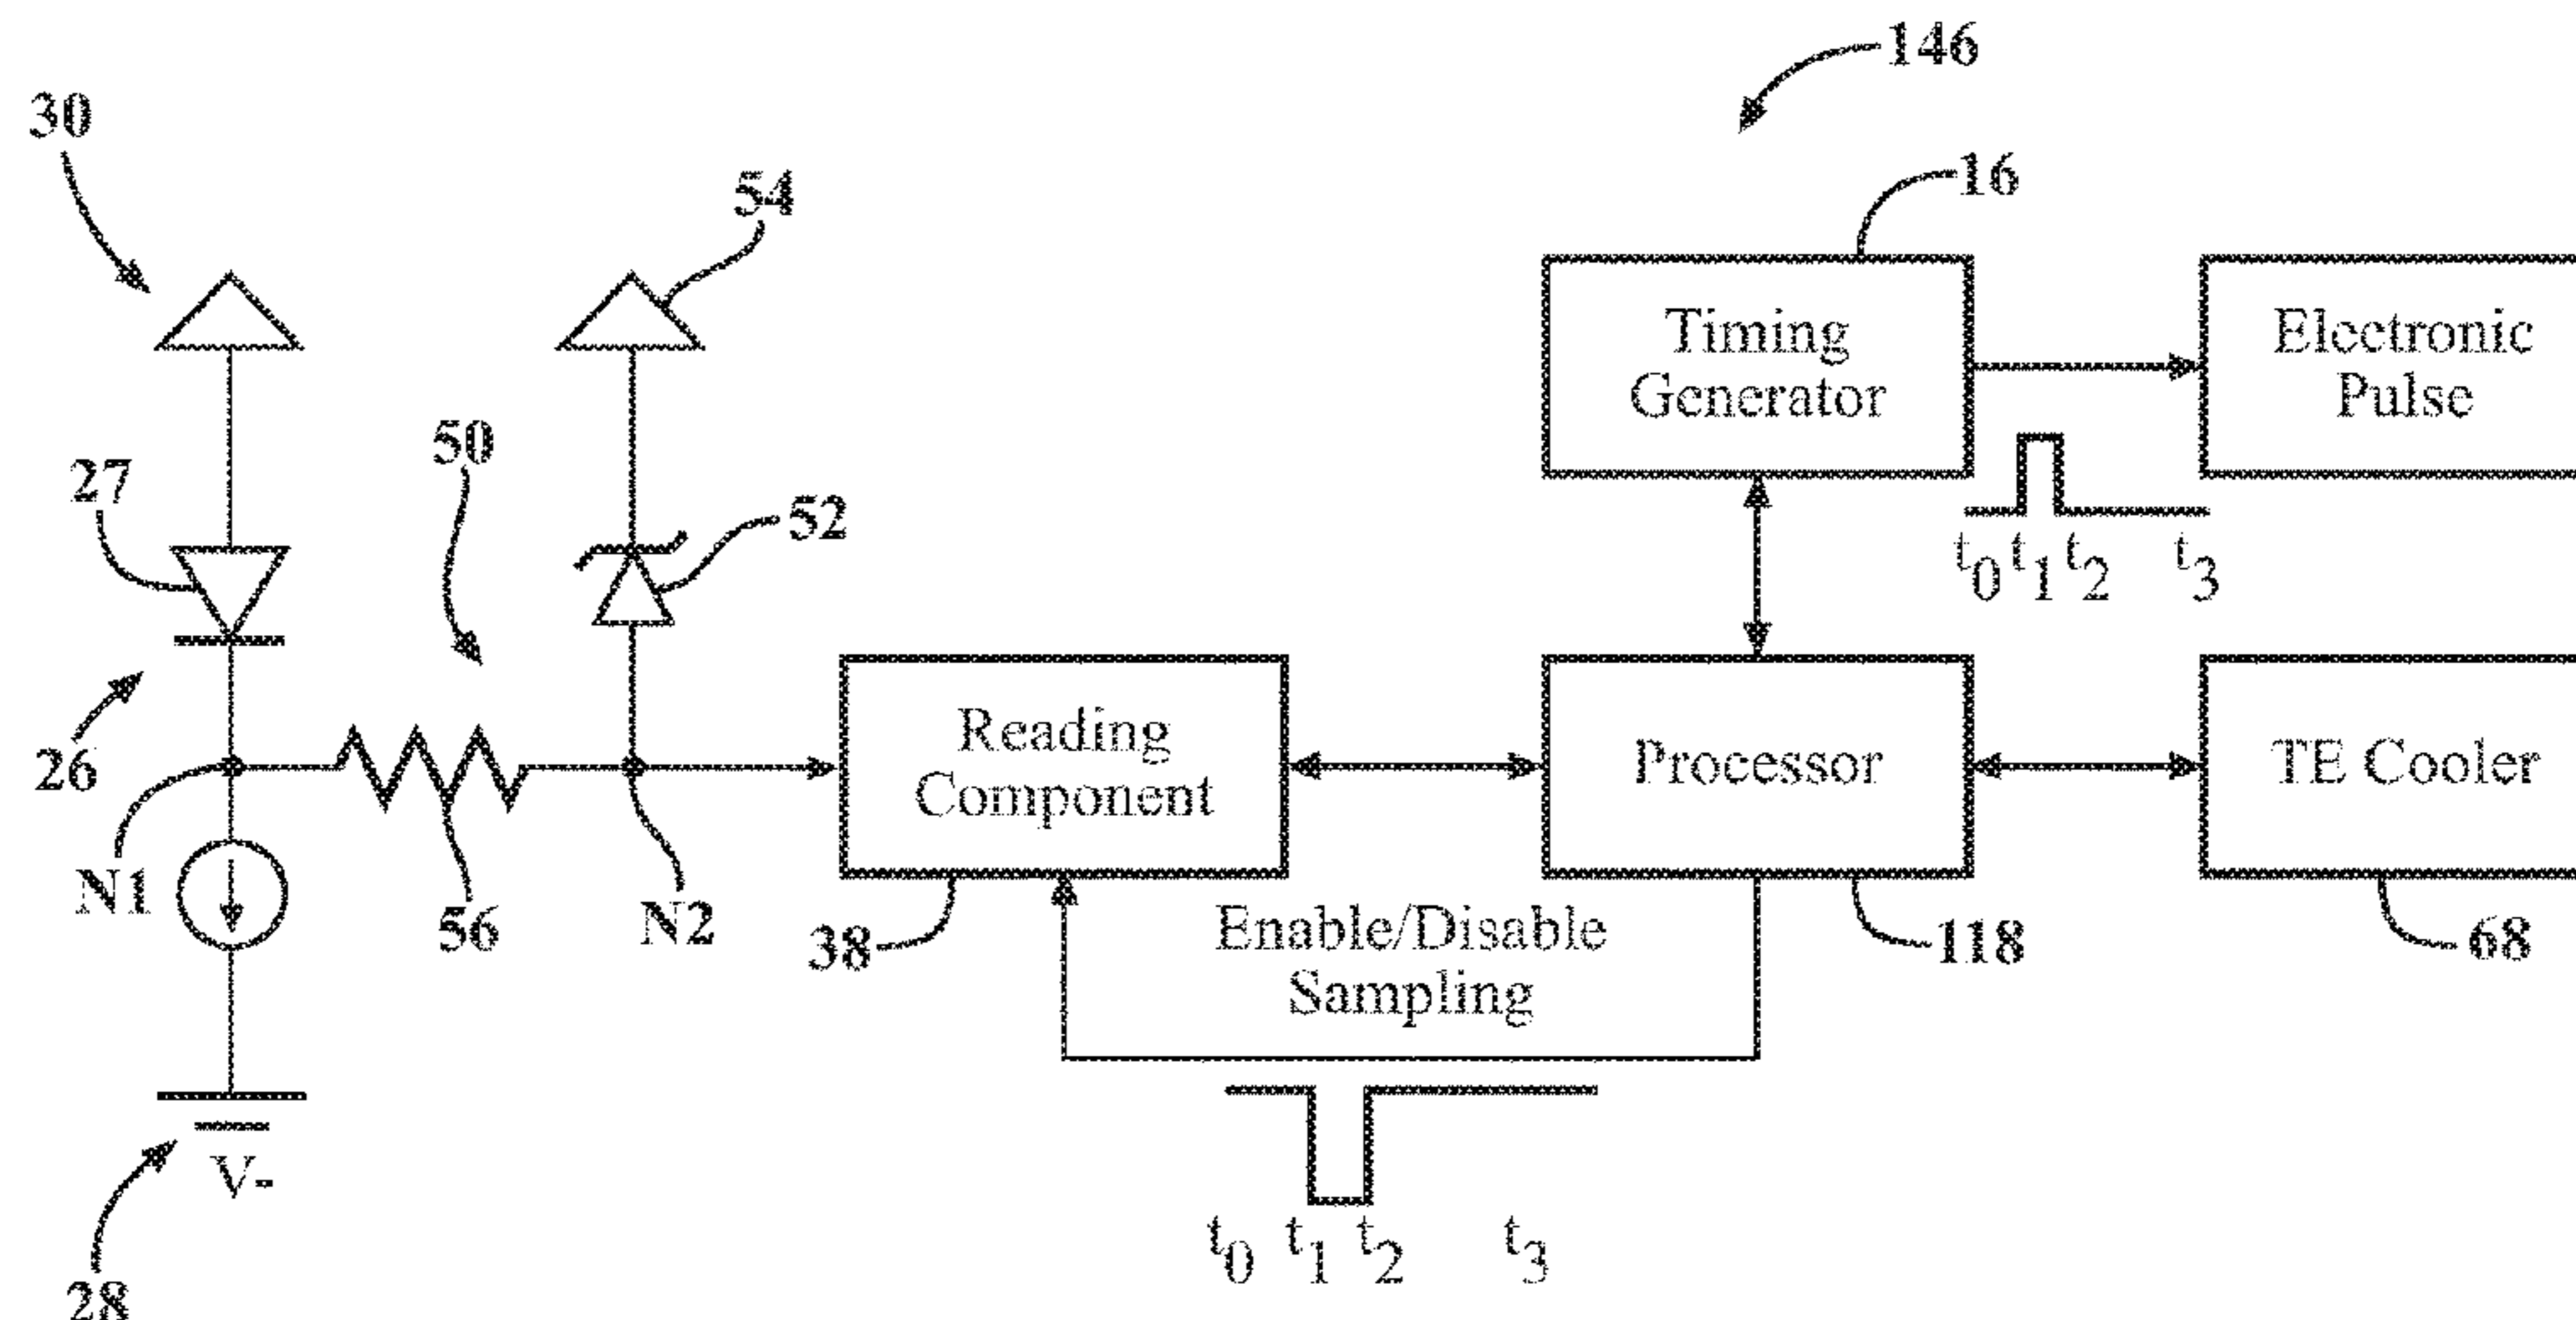 146
30
16
54
Timing
Generator
Electronic
Pulse
50
27
52
t0 t1 t2 t3
26
Reading
Component
Processor
TE Cooler
N1
56
N2
38
Enable/Disable
Sampling
118
68
V-
t0 t1 t2 t3
28